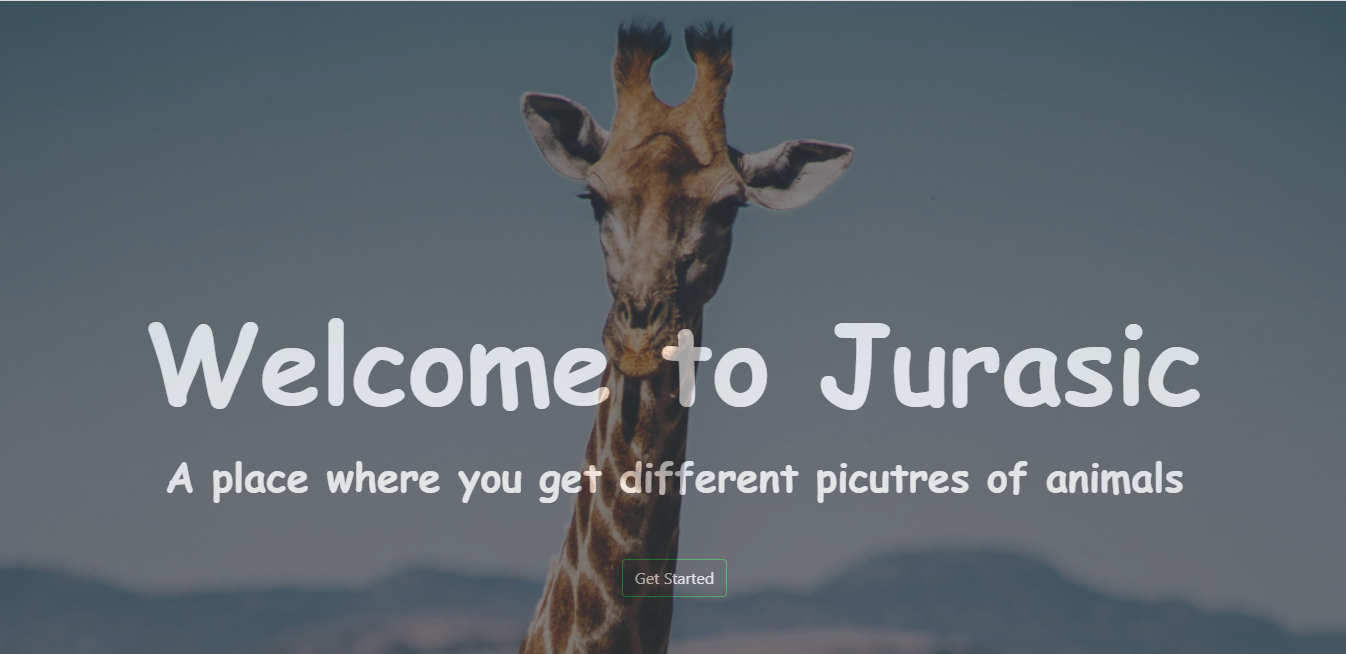 Welcome to Jurasic
A place where you get different picutres of animals
Get Started